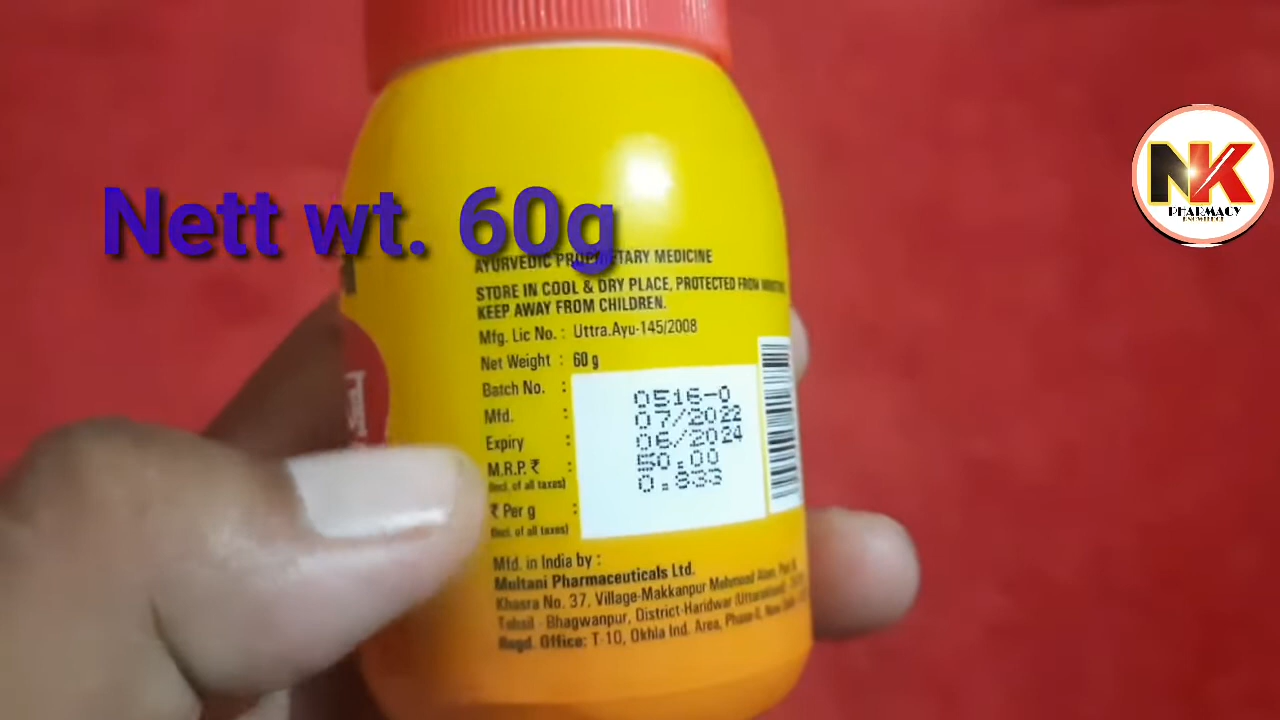 Nett wt. 60g
NK
PHARMACY
AYURVEDIC PROPRIETARY MEDICINE
STORE IN COOL & DRY PLACE, PROTECTED FROM
KEEP AWAY FROM CHILDREN.
Mfg. Lic No. : Uttra.Ayu-145/2008
Net Weight : 60 g
Batch No. : 0516-0
Mfd. : 07/2022
Expiry : 06/2024
M.R.P. ₹ : 50.00
(Incl. of all taxes)
₹ Per g : 0.833
(Incl. of all taxes)
Mfd. in India by :
Multani Pharmaceuticals Ltd.
Khasra No. 37, Village-Makkanpur Mehmood Alam,
Tehsil - Bhagwanpur, District-Haridwar (Uttarakhand)
Regd. Office: T-10, Okhla Ind. Area, Phase-II, New Delhi